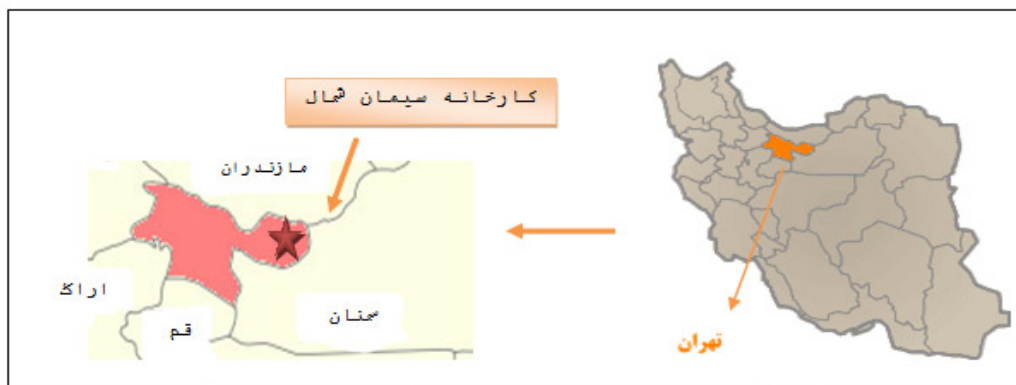 کارخانه سیمان شمال
مازندران
اراک
قم
سمنان
تهران